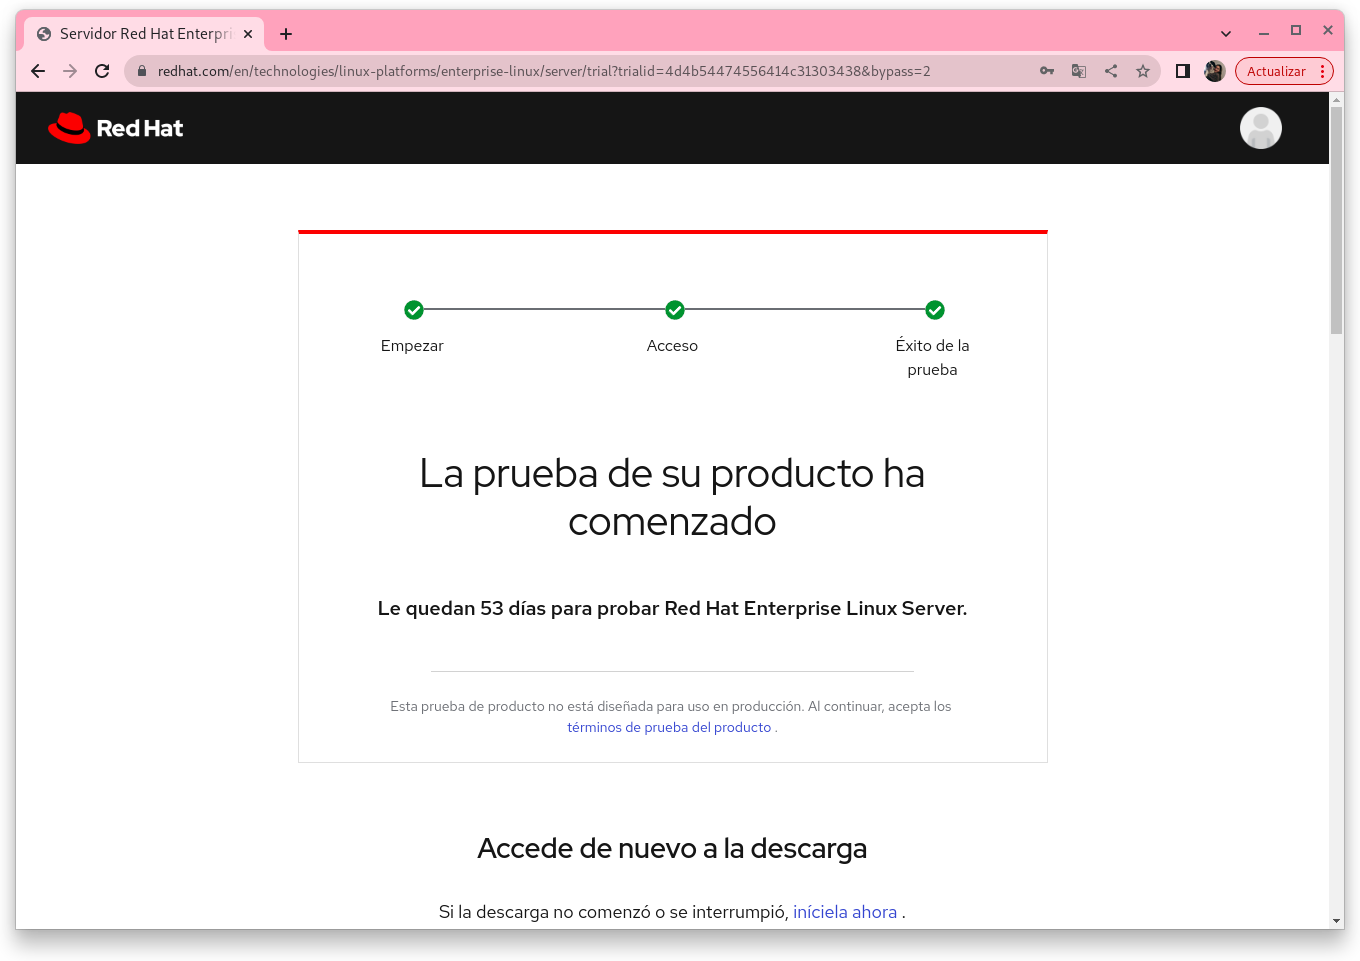 Servidor Red Hat Enterpri
redhat.com/en/technologies/linux-platforms/enterprise-linux/server/trial?trialid=4d4b54474556414c31303438&bypass=2
Actualizar
Red Hat
Empezar
Acceso
Éxito de la
prueba
La prueba de su producto ha
comenzado
Le quedan 53 días para probar Red Hat Enterprise Linux Server.
Esta prueba de producto no está diseñada para uso en producción. Al continuar, acepta los
términos de prueba del producto .
Accede de nuevo a la descarga
Si la descarga no comenzó o se interrumpió, iníciela ahora .